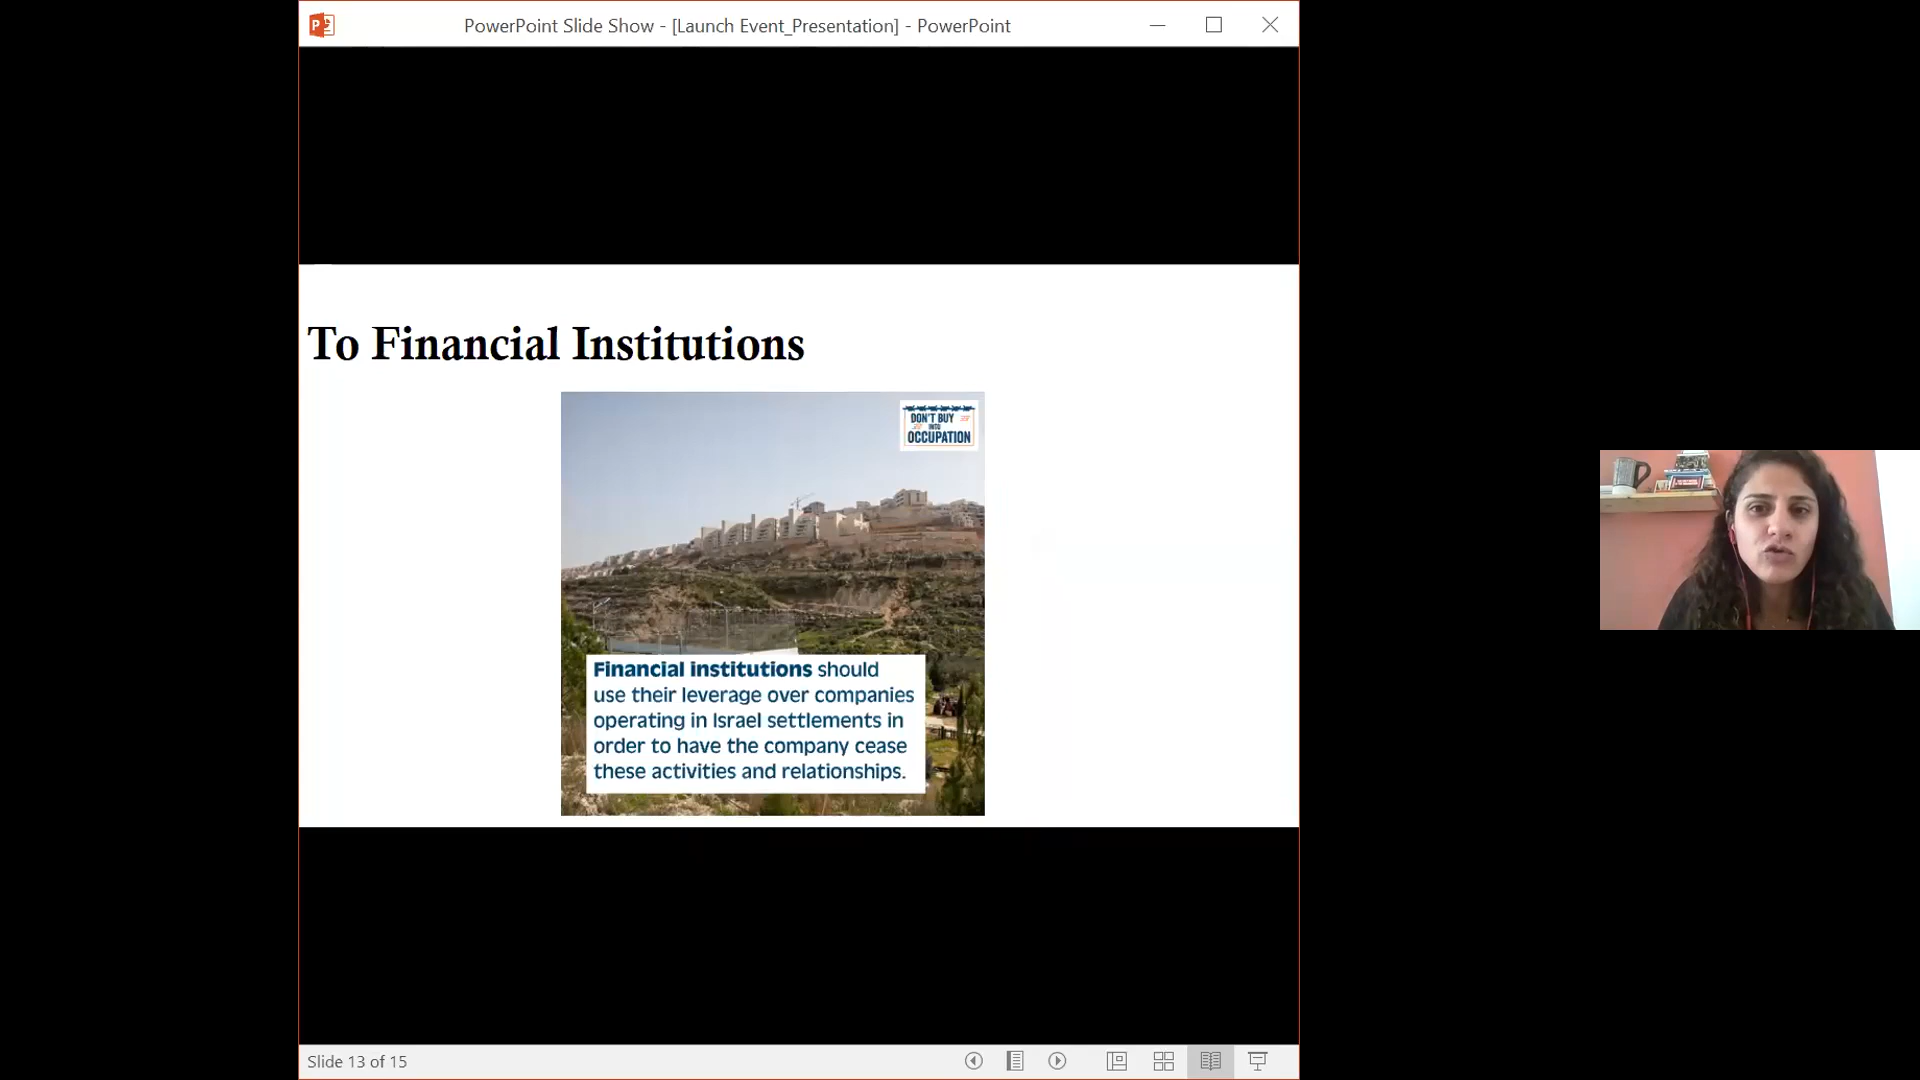 PowerPoint Slide Show - [Launch Event_Presentation] - PowerPoint
To Financial Institutions
DON'T BUY
INTO
OCCUPATION
Financial institutions should
use their leverage over companies
operating in Israel settlements in
order to have the company cease
these activities and relationships.
Slide 13 of 15